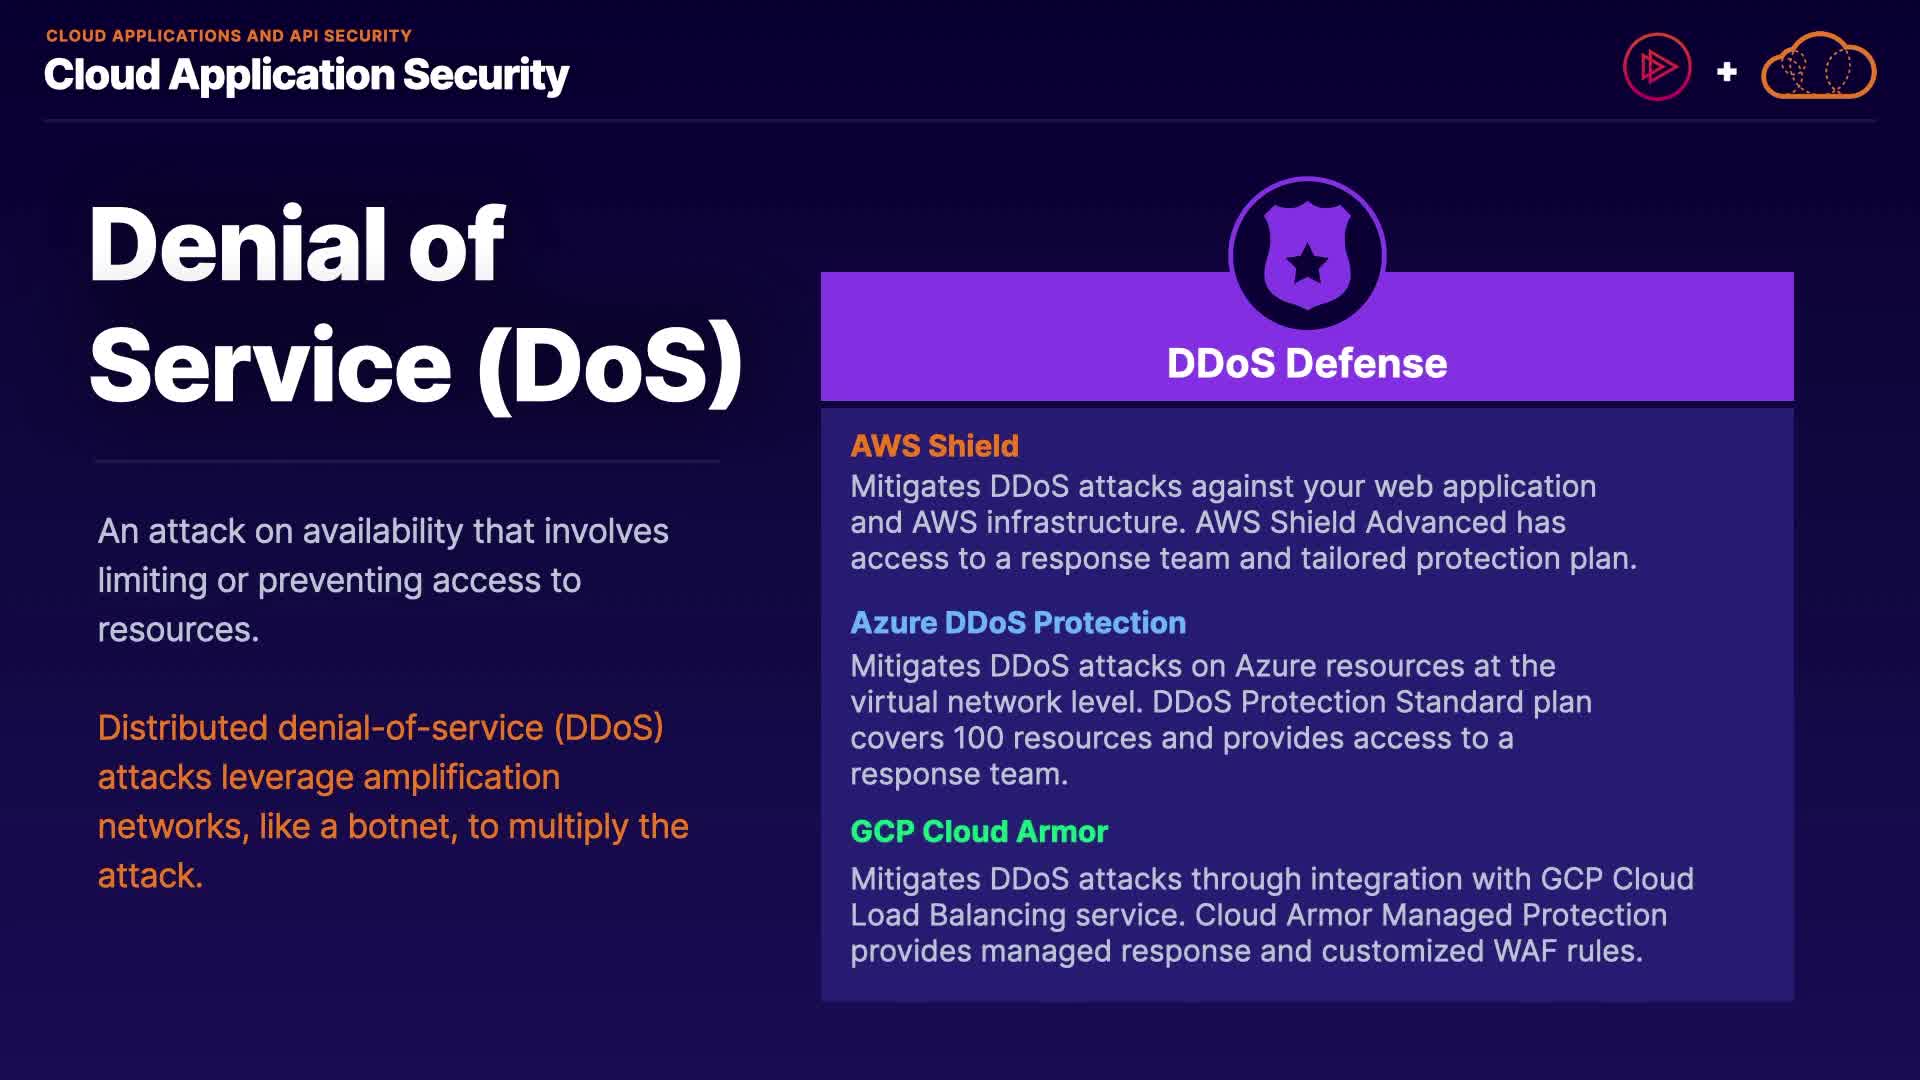 CLOUD APPLICATIONS AND API SECURITY
Cloud Application Security
+
Denial of
Service (DoS)
An attack on availability that involves
limiting or preventing access to
resources.
Distributed denial-of-service (DDoS)
attacks leverage amplification
networks, like a botnet, to multiply the
attack.
DDoS Defense
AWS Shield
Mitigates DDoS attacks against your web application
and AWS infrastructure. AWS Shield Advanced has
access to a response team and tailored protection plan.
Azure DDoS Protection
Mitigates DDoS attacks on Azure resources at the
virtual network level. DDoS Protection Standard plan
covers 100 resources and provides access to a
response team.
GCP Cloud Armor
Mitigates DDoS attacks through integration with GCP Cloud
Load Balancing service. Cloud Armor Managed Protection
provides managed response and customized WAF rules.